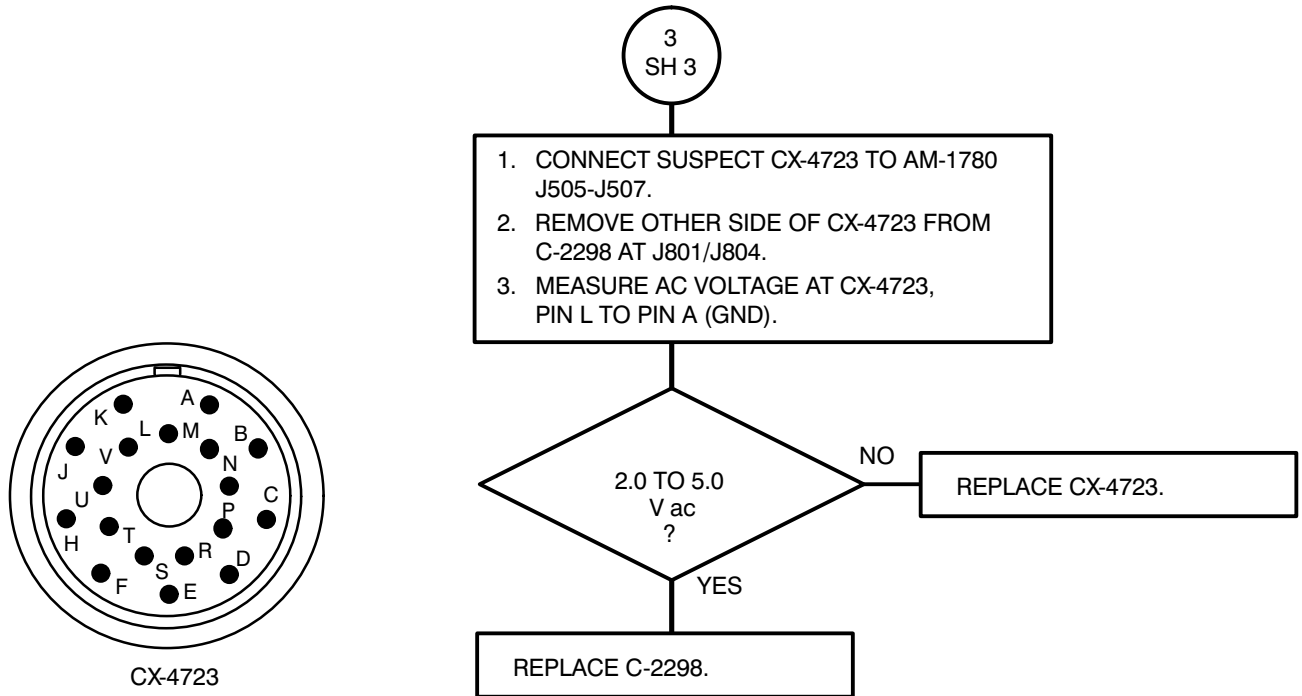 3
SH 3
1. CONNECT SUSPECT CX-4723 TO AM-1780
J505-J507.
2. REMOVE OTHER SIDE OF CX-4723 FROM
C-2298 AT J801/J804.
3. MEASURE AC VOLTAGE AT CX-4723,
PIN L TO PIN A (GND).
2.0 TO 5.0
V ac
?
NO
REPLACE CX-4723.
YES
REPLACE C-2298.
K
A
L
M
B
J
V
N
U
C
P
H
T
R
D
F
S
E
CX-4723